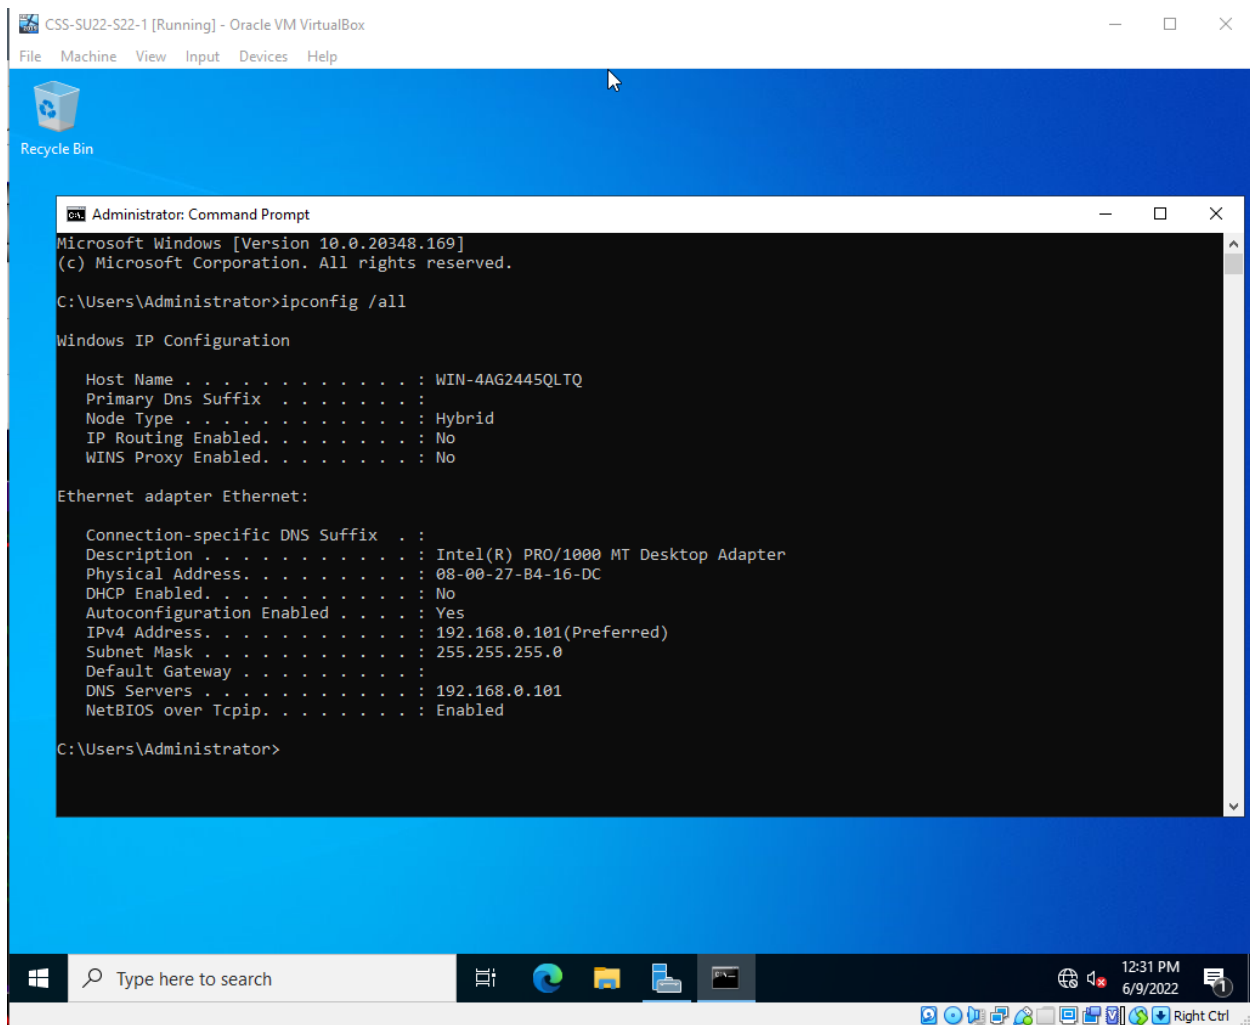 CSS-SU22-S22-1 [Running] - Oracle VM VirtualBox
File Machine View Input Devices Help
Recycle Bin
Administrator: Command Prompt
Microsoft Windows [Version 10.0.20348.169]
(c) Microsoft Corporation. All rights reserved.
C:\Users\Administrator>ipconfig /all
Windows IP Configuration
Host Name . . . . . . . . . . . . : WIN-4AG2445QLTQ
Primary Dns Suffix  . . . . . . . :
Node Type . . . . . . . . . . . . : Hybrid
IP Routing Enabled. . . . . . . . : No
WINS Proxy Enabled. . . . . . . . : No
Ethernet adapter Ethernet:
Connection-specific DNS Suffix  . :
Description . . . . . . . . . . . : Intel(R) PRO/1000 MT Desktop Adapter
Physical Address. . . . . . . . . : 08-00-27-B4-16-DC
DHCP Enabled. . . . . . . . . . . : No
Autoconfiguration Enabled . . . . : Yes
IPv4 Address. . . . . . . . . . . : 192.168.0.101(Preferred)
Subnet Mask . . . . . . . . . . . : 255.255.255.0
Default Gateway . . . . . . . . . :
DNS Servers . . . . . . . . . . . : 192.168.0.101
NetBIOS over Tcpip. . . . . . . . : Enabled
C:\Users\Administrator>
Type here to search
12:31 PM
6/9/2022
1
Right Ctrl